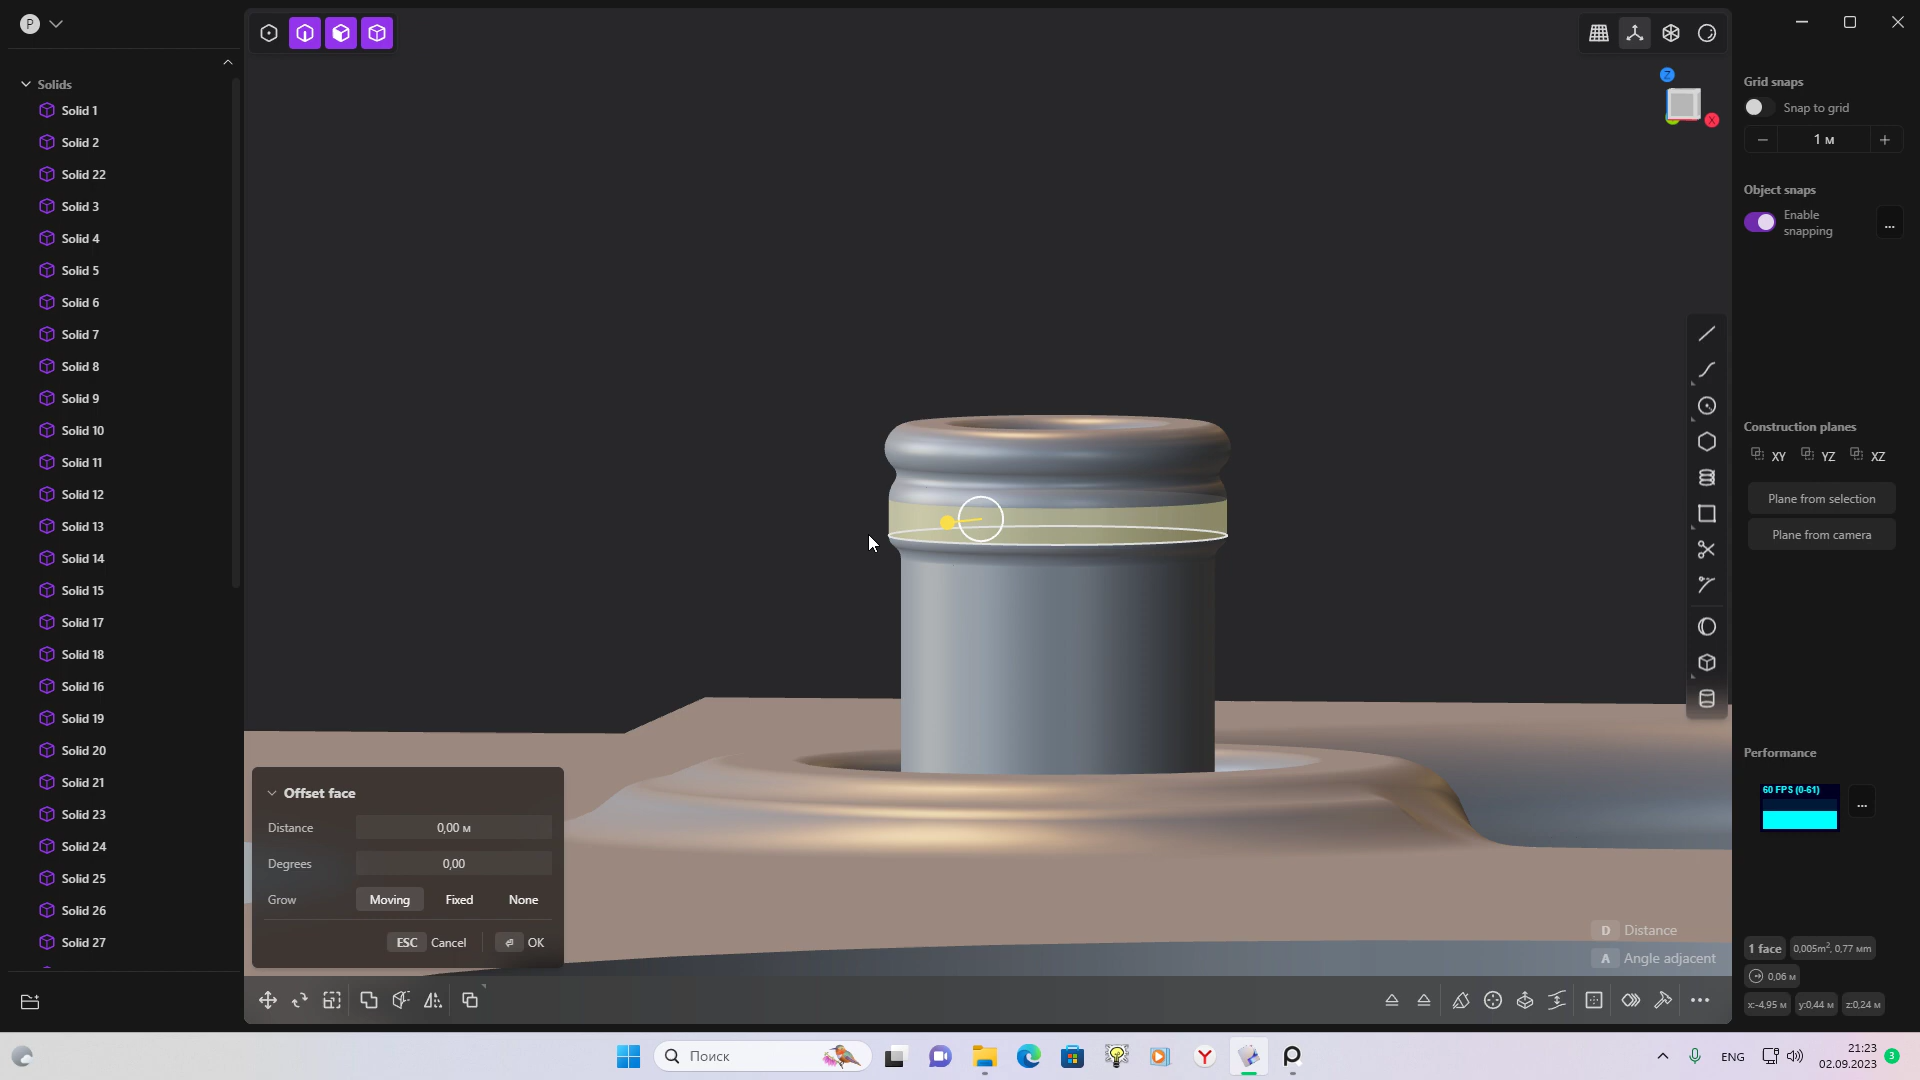 P
Solids
Solid 1
Solid 2
Solid 22
Solid 3
Solid 4
Solid 5
Solid 6
Solid 7
Solid 8
Solid 9
Solid 10
Solid 11
Solid 12
Solid 13
Solid 14
Solid 15
Solid 17
Solid 18
Solid 16
Solid 19
Solid 20
Solid 21
Solid 23
Solid 24
Solid 25
Solid 26
Solid 27
Z
X
Grid snaps
Snap to grid
1 м
Object snaps
Enable snapping
...
Construction planes
XY YZ XZ
Plane from selection
Plane from camera
Performance
60 FPS (0-61)
...
Offset face
Distance 0,00 м
Degrees 0,00
Grow Moving Fixed None
ESC Cancel OK
D Distance
A Angle adjacent
1 face 0,005m², 0,77 мm
0,06 м
x:-4,95 м y:0,44 м z:0,24 м
Поиск
ENG
21:23
02.09.2023
3